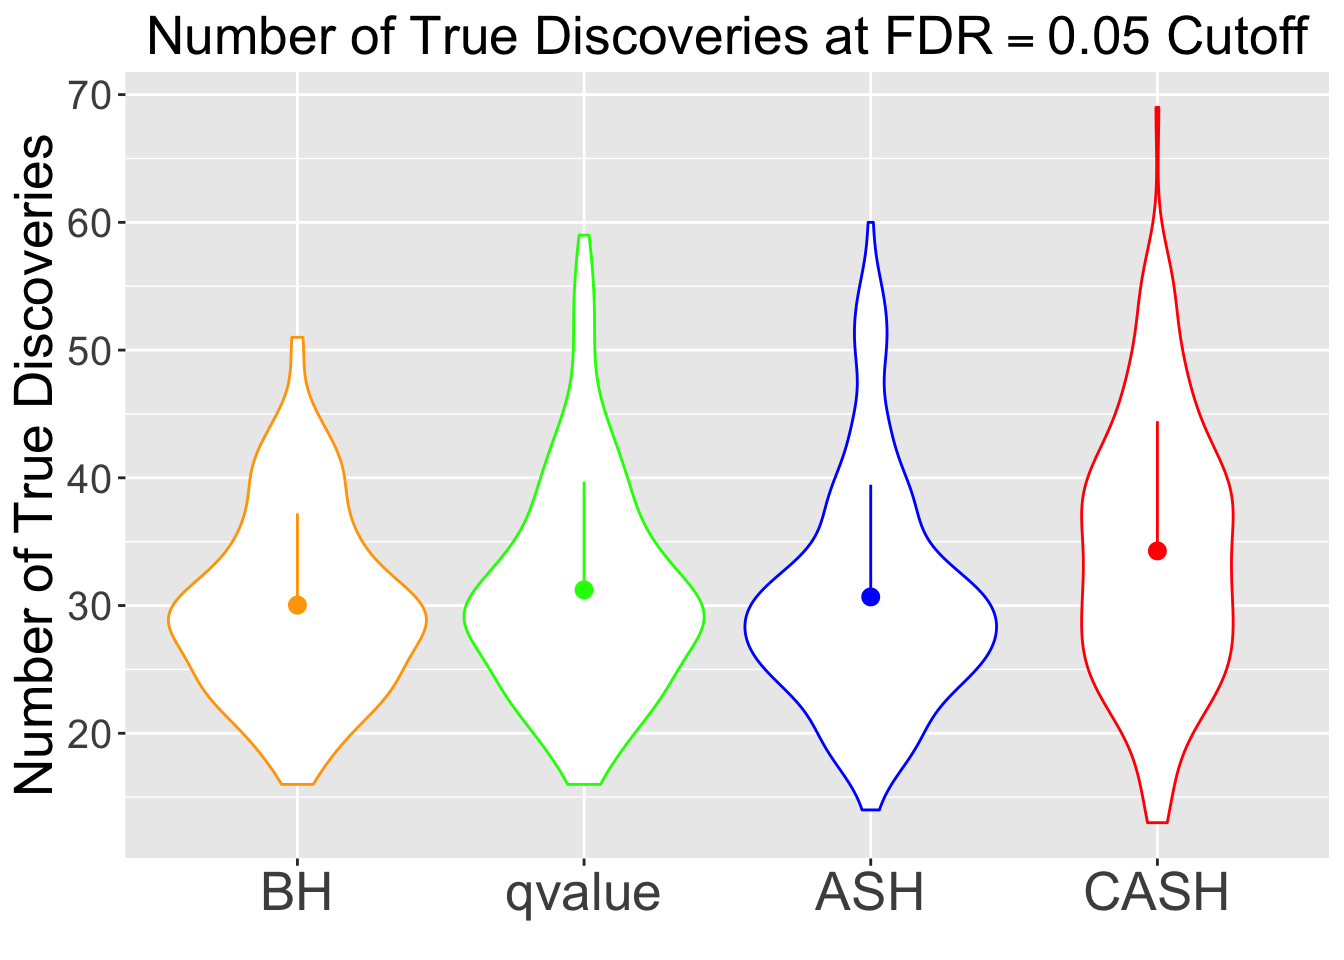 Number of True Discoveries at FDR = 0.05 Cutoff
Number of True Discoveries
70
60
50
40
30
20
BH qvalue ASH CASH